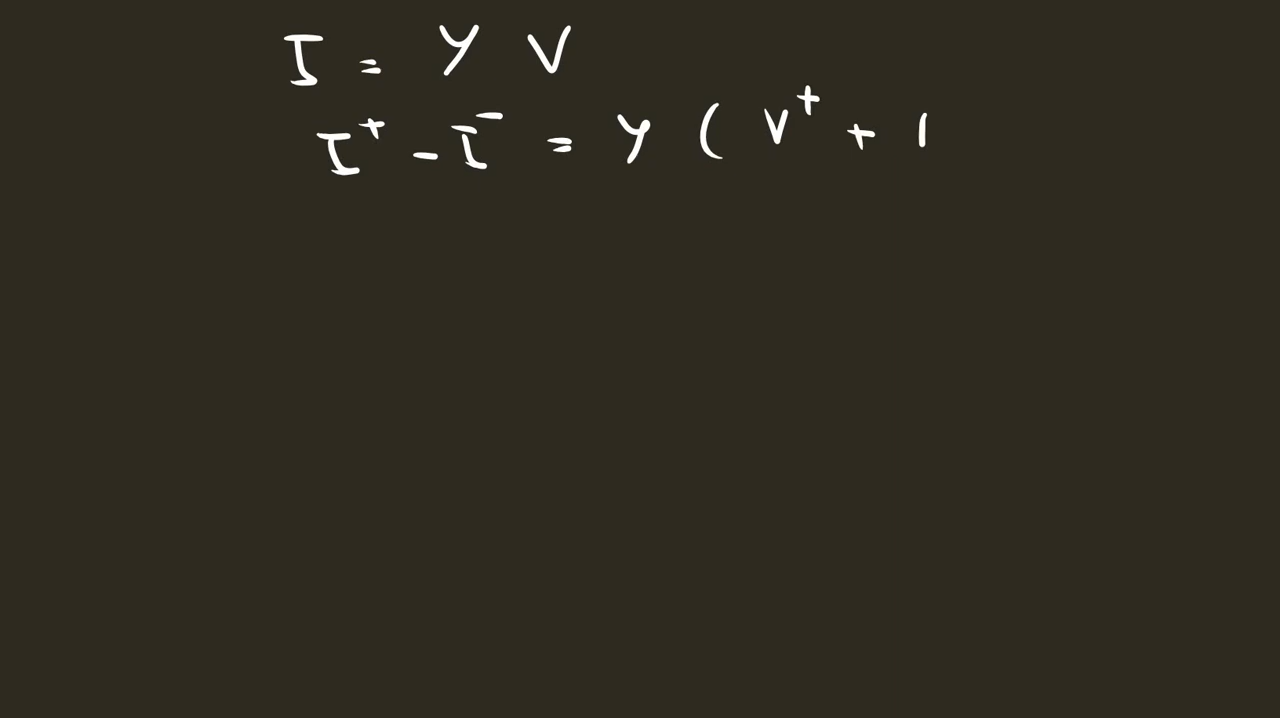 I = Y V
I⁺ - I⁻ = Y ( V⁺ + 1